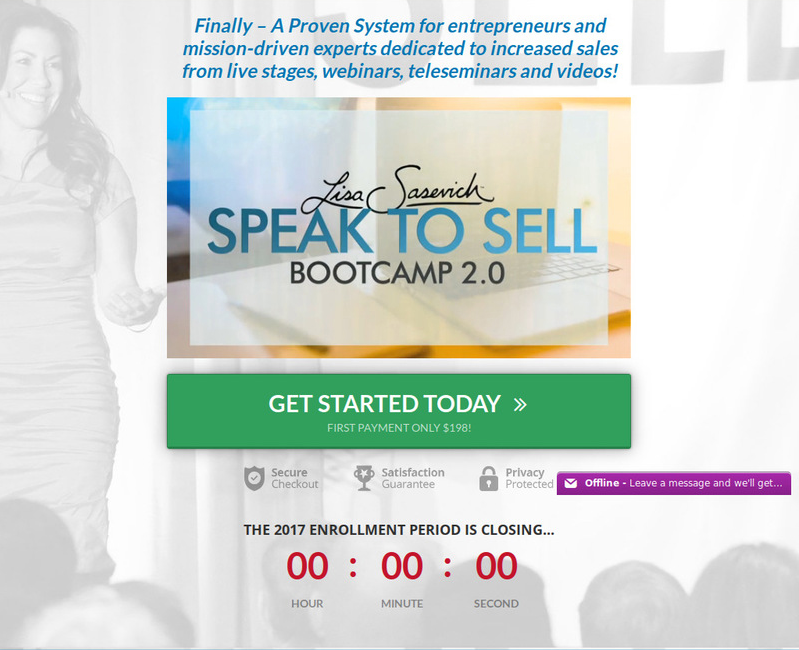 Finally – A Proven System for entrepreneurs and
mission-driven experts dedicated to increased sales
from live stages, webinars, teleseminars and videos!
Lisa Sasevich™
SPEAK TO SELL
BOOTCAMP 2.0
GET STARTED TODAY »
FIRST PAYMENT ONLY $198!
Secure
Checkout
Satisfaction
Guarantee
Privacy
Protected
Offline - Leave a message and we'll get...
THE 2017 ENROLLMENT PERIOD IS CLOSING...
00 : 00 : 00
HOUR MINUTE SECOND